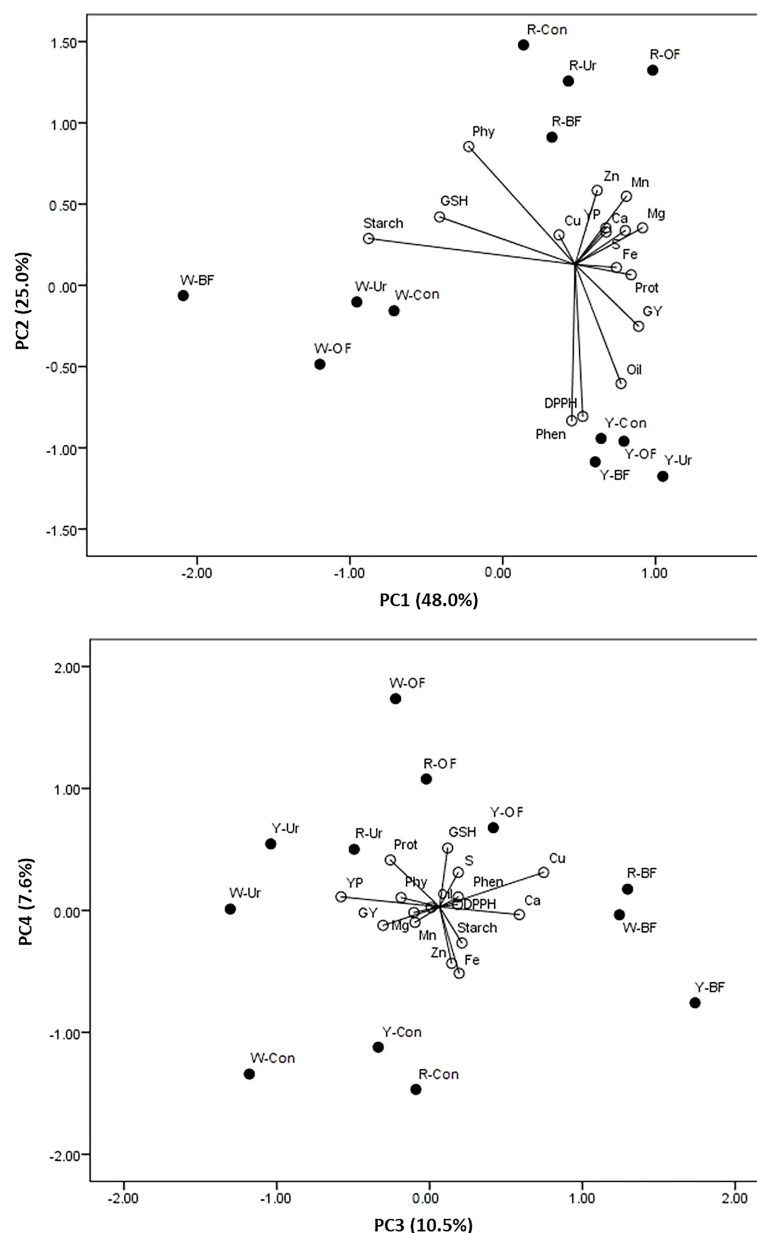 R-Con
1.50
R-OF
R-Ur
R-BF
1.00
Phy
Zn
Mn
GSH
0.50
YP
Ca
Mg
Cu
Starch
S
Fe
W-BF
0.00
Prot
W-Ur
W-Con
GY
W-OF
-0.50
Oil
DPPH
Y-Con
Phen
-1.00
Y-OF
Y-Ur
Y-BF
-1.50
PC2 (25.0%)
-2.00 -1.00 0.00 1.00
PC1 (48.0%)
2.00
W-OF
R-OF
1.00
Y-OF
Y-Ur
R-Ur
GSH
Prot
S
Cu
YP
Phy
Oil
Phen
R-BF
W-Ur
0.00
GY
DPPH
Ca
Mg
Mn
Starch
W-BF
Zn
Fe
Y-BF
-1.00
Y-Con
W-Con
R-Con
-2.00
PC4 (7.6%)
-2.00 -1.00 0.00 1.00 2.00
PC3 (10.5%)